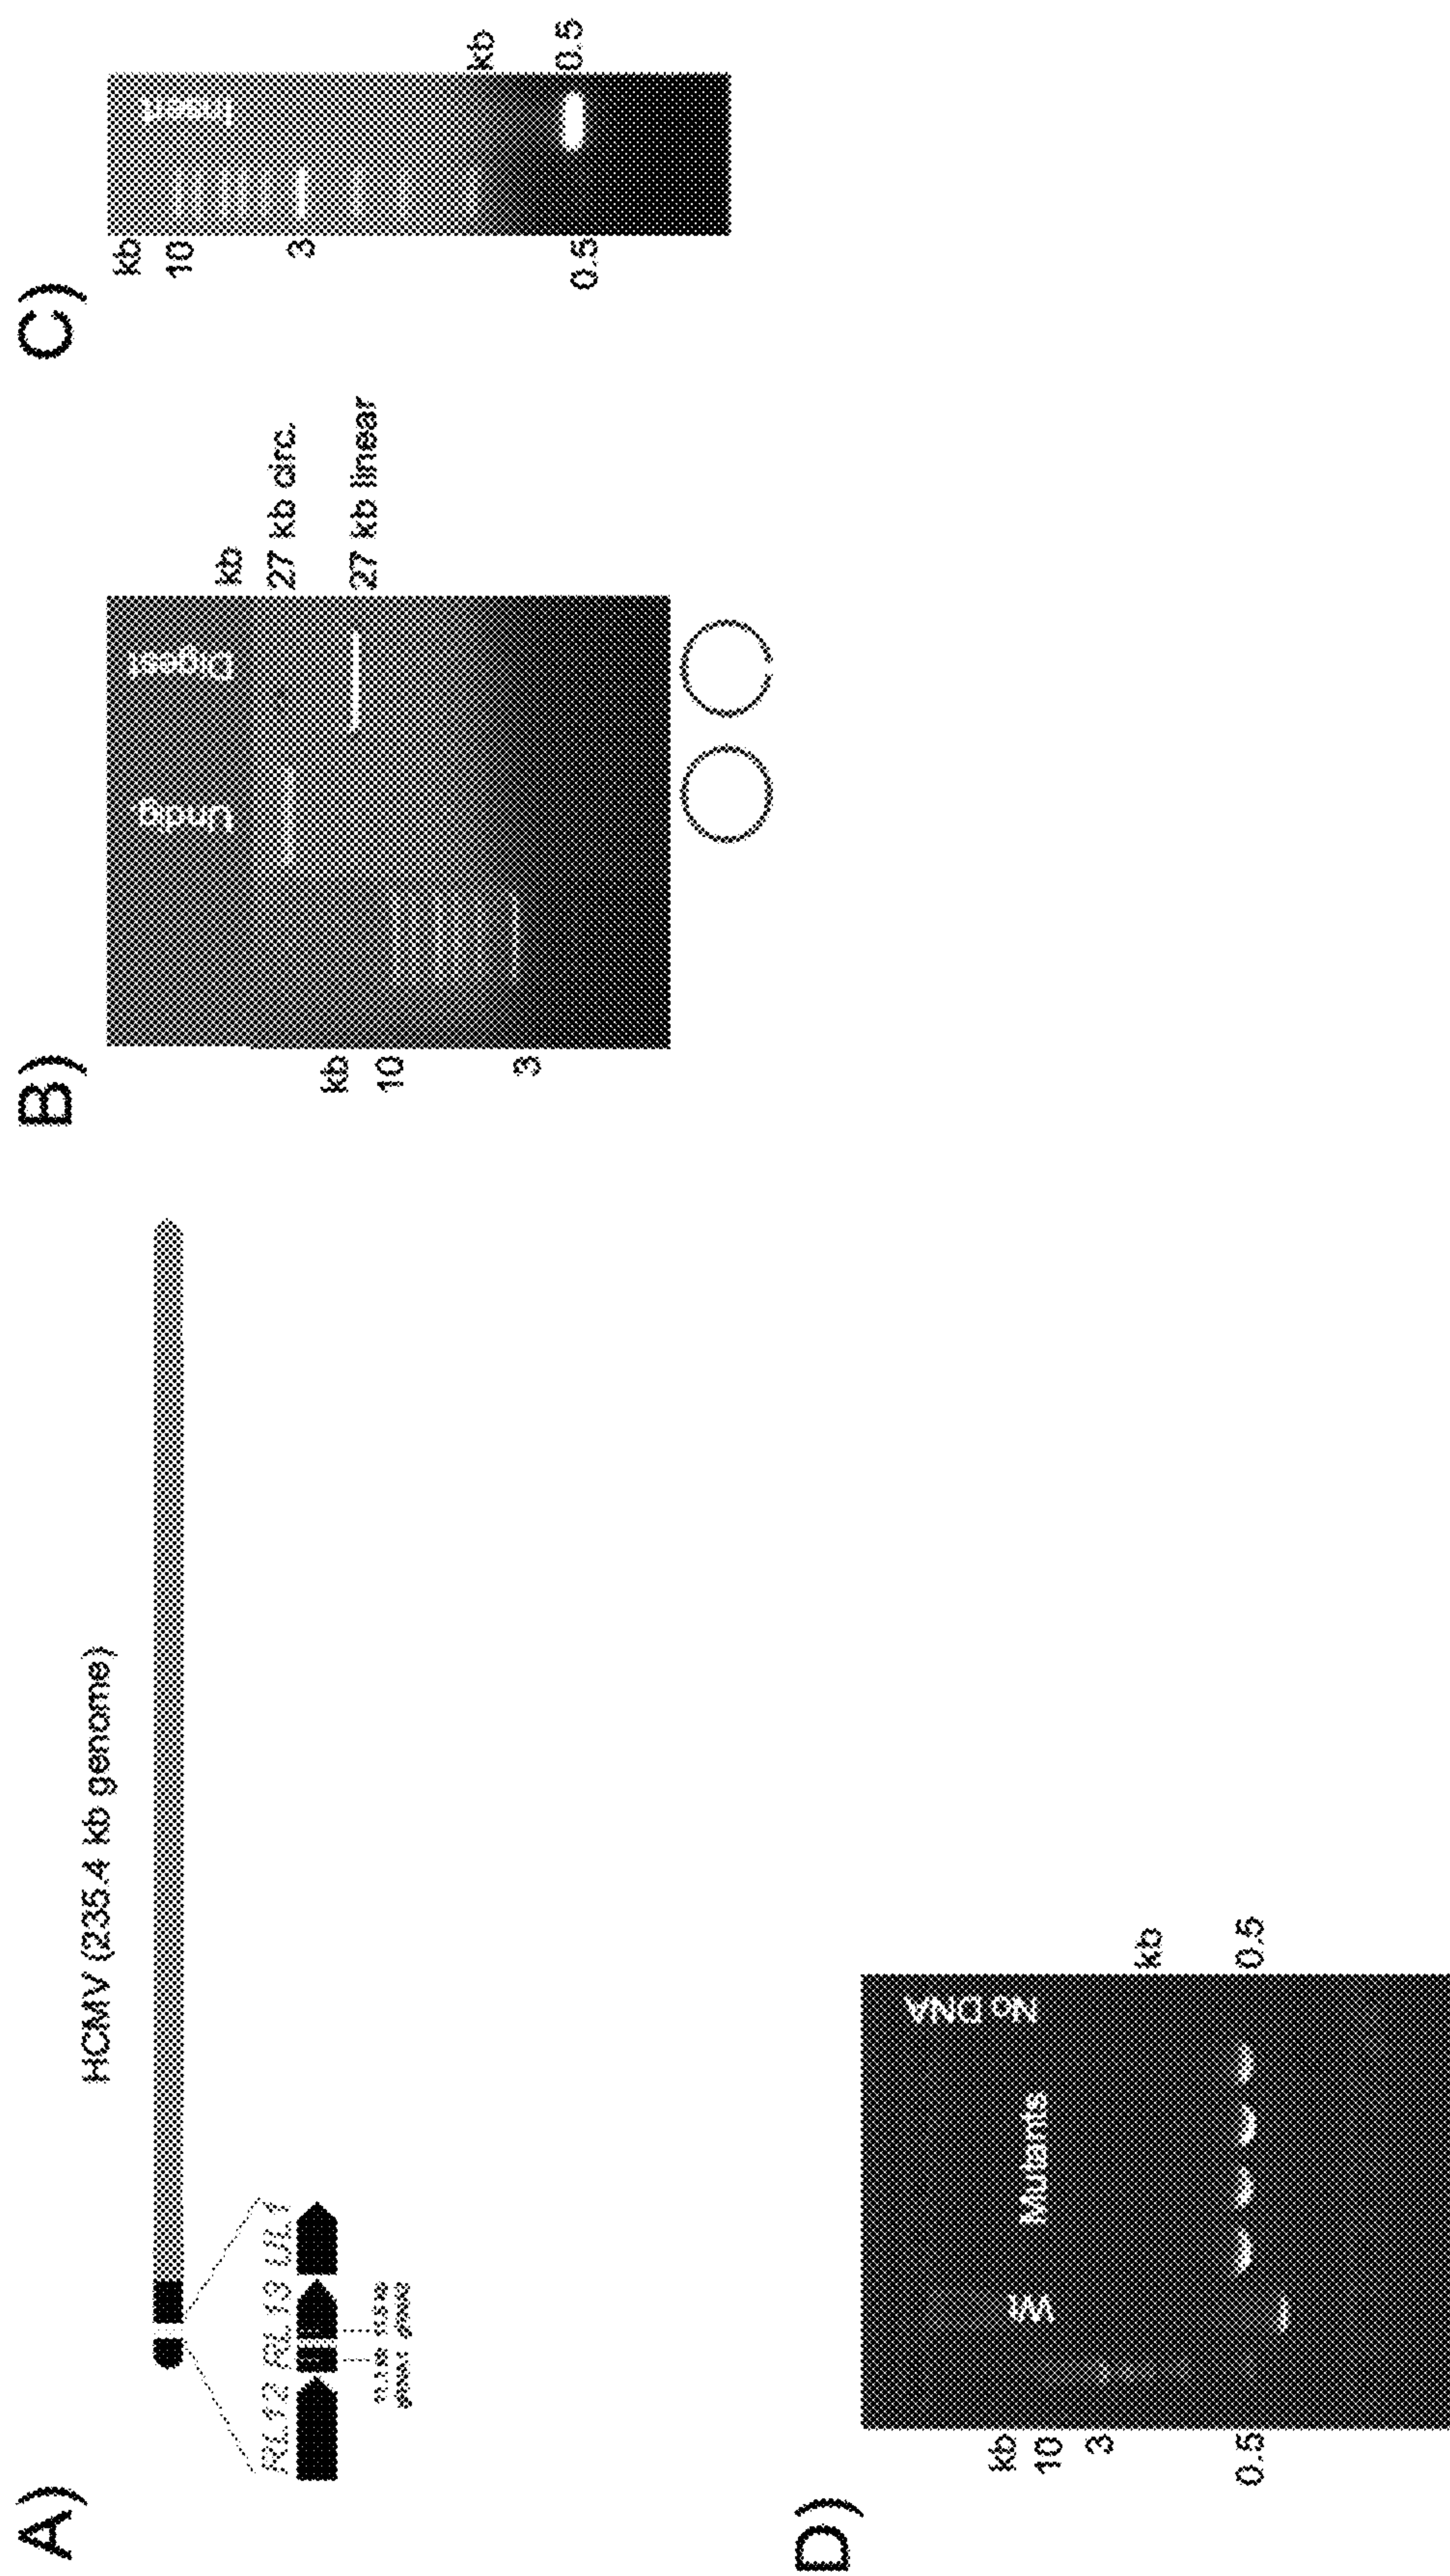 A)
HCMV (235.4 kb genome)
RL12 RL13 UL1
B)
Undig.
Digest
kb
10
3
kb
27 kb circ.
27 kb linear
C)
Insert
kb
10
3
0.5
kb
0.5
D)
Wt
Mutants
No DNA
kb
10
3
0.5
kb
0.5